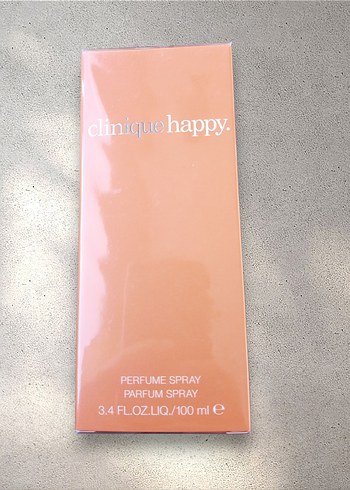 clinique happy.
PERFUME SPRAY
PARFUM SPRAY
3.4 FL.OZ.LIQ./100 ml ℮